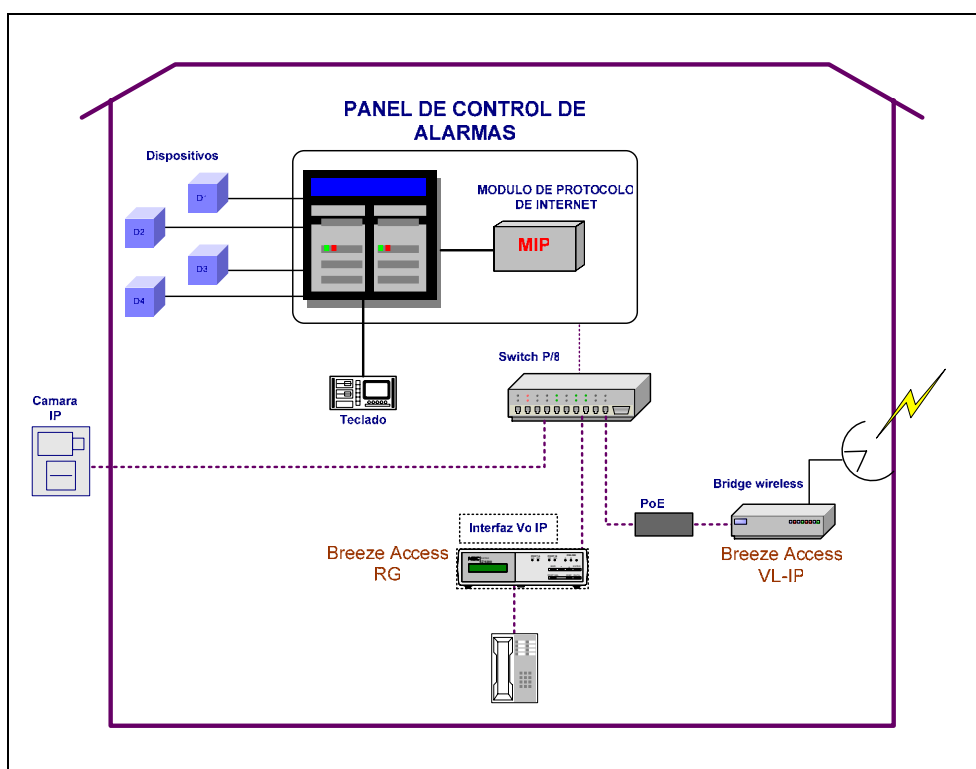 PANEL DE CONTROL DE
ALARMAS
Dispositivos
D1
D2
D3
D4
MODULO DE PROTOCOLO
DE INTERNET
MIP
Switch P/8
Teclado
Camara
IP
Bridge wireless
PoE
Interfaz Vo IP
Breeze Access
RG
Breeze Access
VL-IP